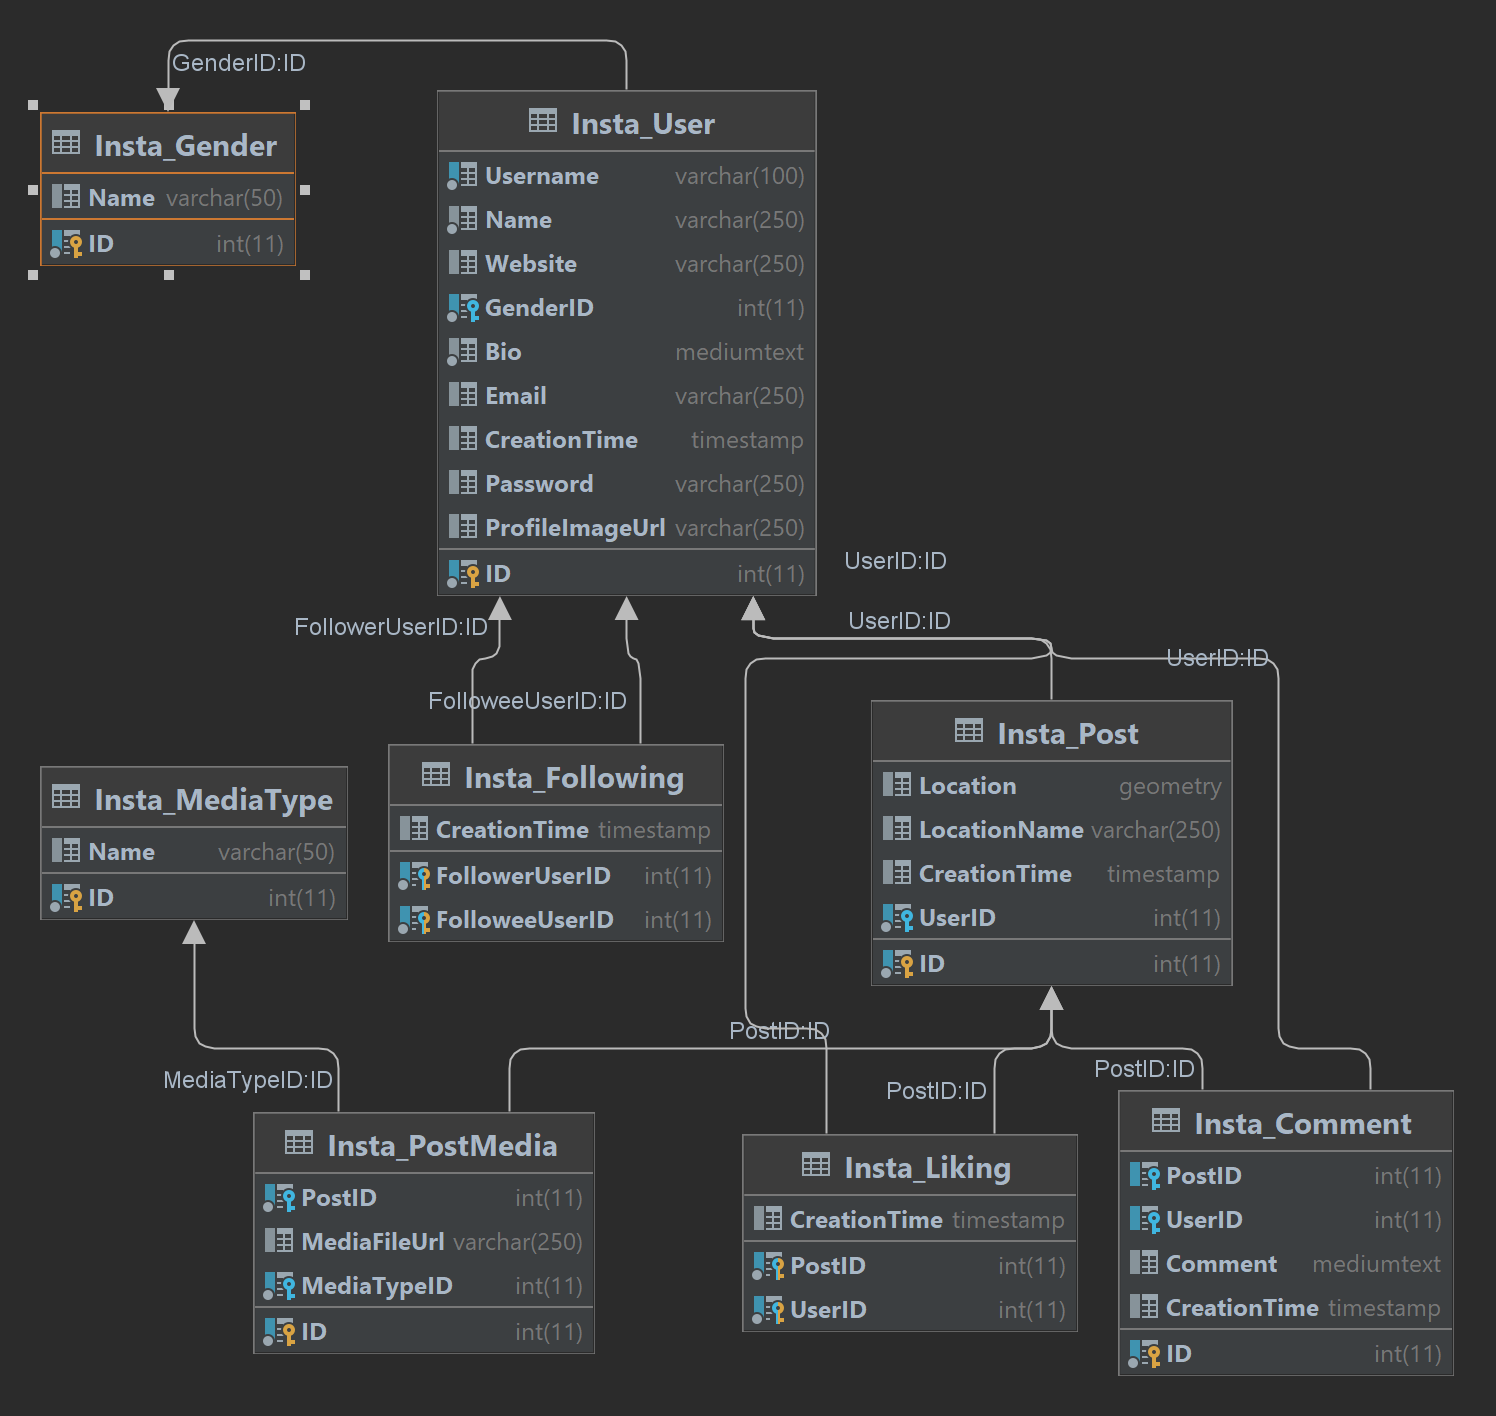 GenderID:ID
Insta_Gender
Name varchar(50)
ID int(11)
Insta_User
Username varchar(100)
Name varchar(250)
Website varchar(250)
GenderID int(11)
Bio mediumtext
Email varchar(250)
CreationTime timestamp
Password varchar(250)
ProfileImageUrl varchar(250)
ID int(11)
UserID:ID
UserID:ID
UserID:ID
FollowerUserID:ID
FolloweeUserID:ID
Insta_MediaType
Name varchar(50)
ID int(11)
Insta_Following
CreationTime timestamp
FollowerUserID int(11)
FolloweeUserID int(11)
Insta_Post
Location geometry
LocationName varchar(250)
CreationTime timestamp
UserID int(11)
ID int(11)
MediaTypeID:ID
PostID:ID
PostID:ID
PostID:ID
Insta_PostMedia
PostID int(11)
MediaFileUrl varchar(250)
MediaTypeID int(11)
ID int(11)
Insta_Liking
CreationTime timestamp
PostID int(11)
UserID int(11)
Insta_Comment
PostID int(11)
UserID int(11)
Comment mediumtext
CreationTime timestamp
ID int(11)